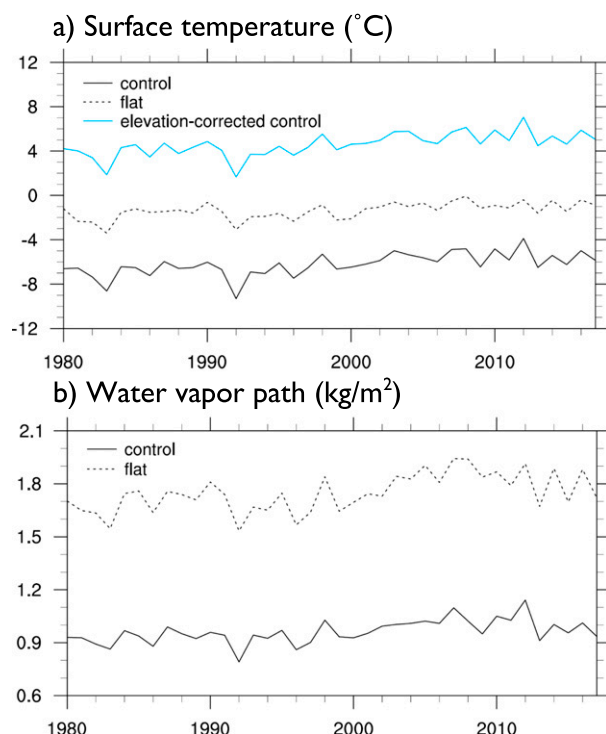 a) Surface temperature (˚C)
12
control
8
flat
elevation-corrected control
4
0
-4
-8
-12
1980 1990 2000 2010
b) Water vapor path (kg/m²)
2.1
control
flat
1.8
1.5
1.2
0.9
0.6
1980 1990 2000 2010